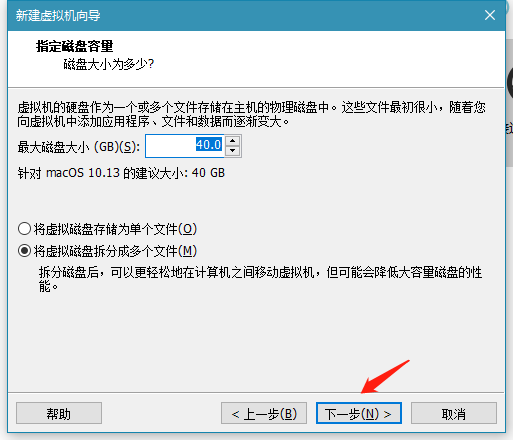 新建虚拟机向导
指定磁盘容量
磁盘大小为多少?
虚拟机的硬盘作为一个或多个文件存储在主机的物理磁盘中。这些文件最初很小，随着您
向虚拟机中添加应用程序、文件和数据而逐渐变大。
最大磁盘大小 (GB)(S): 40.0
针对 macOS 10.13 的建议大小: 40 GB
将虚拟磁盘存储为单个文件(O)
将虚拟磁盘拆分成多个文件(M)
拆分磁盘后，可以更轻松地在计算机之间移动虚拟机，但可能会降低大容量磁盘的性
能。
帮助 < 上一步(B) 下一步(N) > 取消